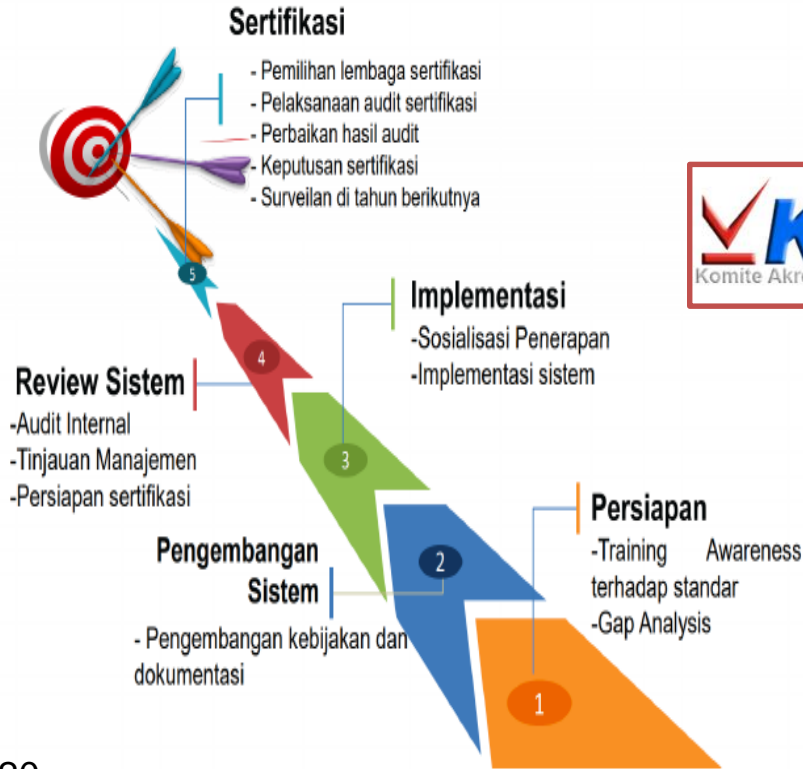 Sertifikasi
- Pemilihan lembaga sertifikasi
- Pelaksanaan audit sertifikasi
- Perbaikan hasil audit
- Keputusan sertifikasi
- Surveilan di tahun berikutnya
5
K
Komite Akre
Implementasi
-Sosialisasi Penerapan
-Implementasi sistem
4
Review Sistem
-Audit Internal
-Tinjauan Manajemen
-Persiapan sertifikasi
3
Persiapan
-Training Awareness
terhadap standar
-Gap Analysis
2
Pengembangan
Sistem
- Pengembangan kebijakan dan
dokumentasi
1